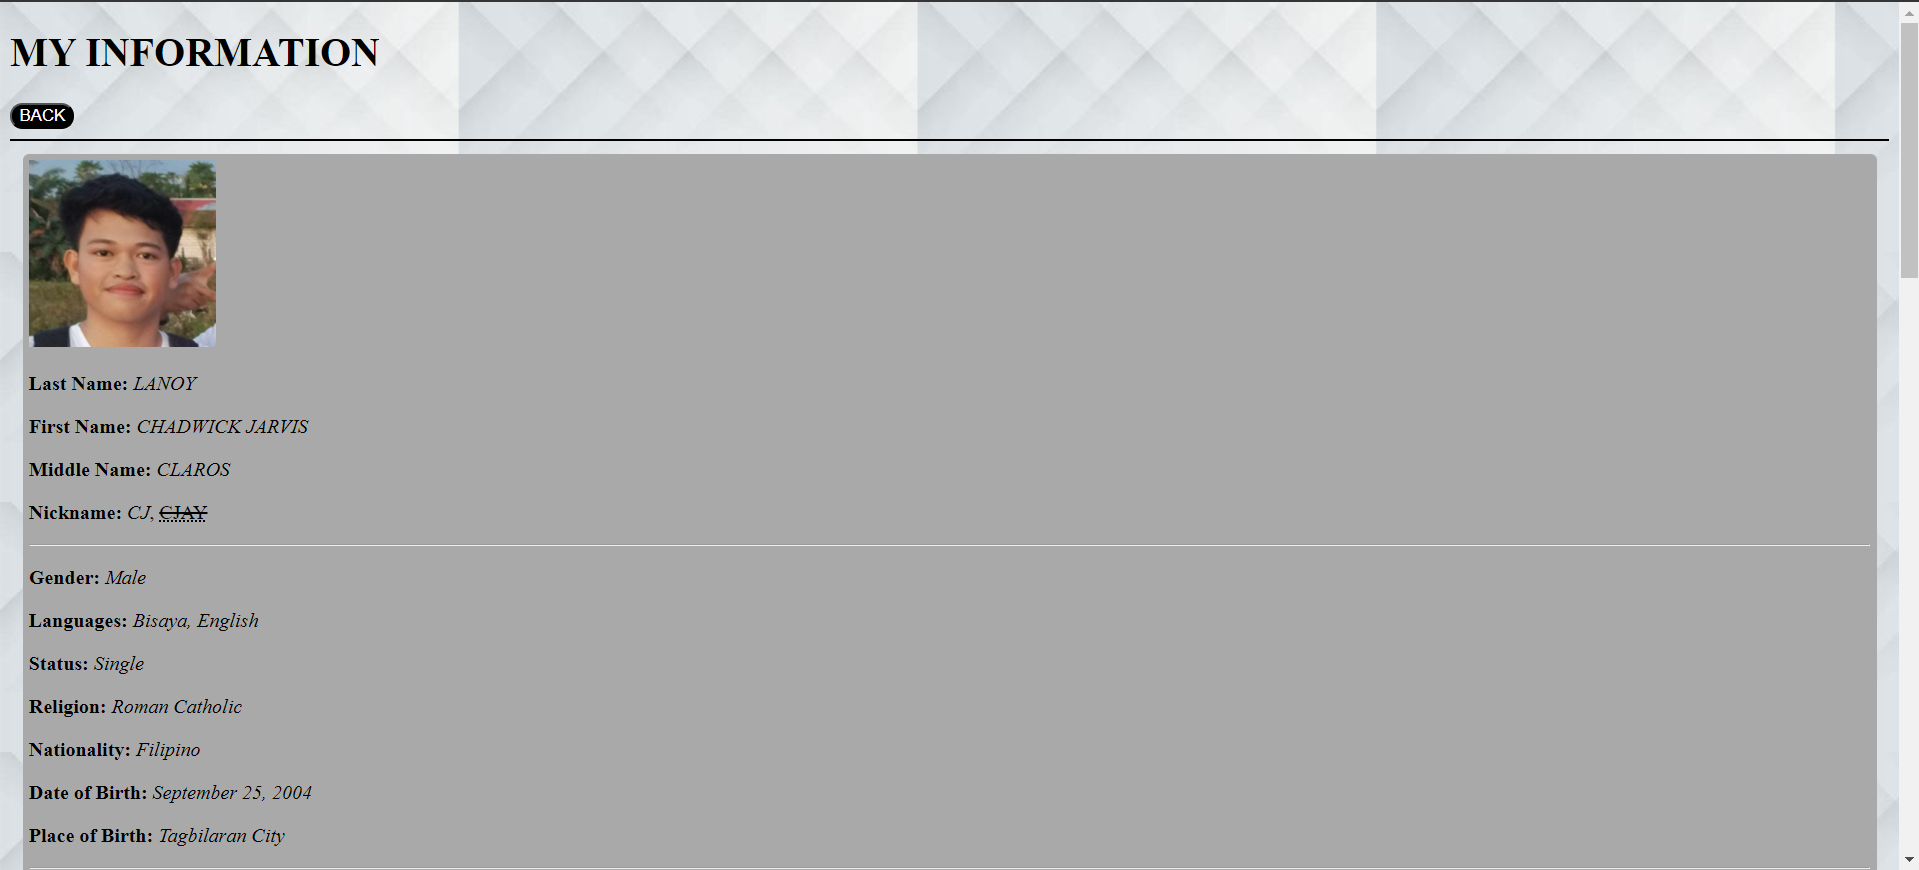 MY INFORMATION
BACK
Last Name: LANOY
First Name: CHADWICK JARVIS
Middle Name: CLAROS
Nickname: CJ, CJAY
Gender: Male
Languages: Bisaya, English
Status: Single
Religion: Roman Catholic
Nationality: Filipino
Date of Birth: September 25, 2004
Place of Birth: Tagbilaran City